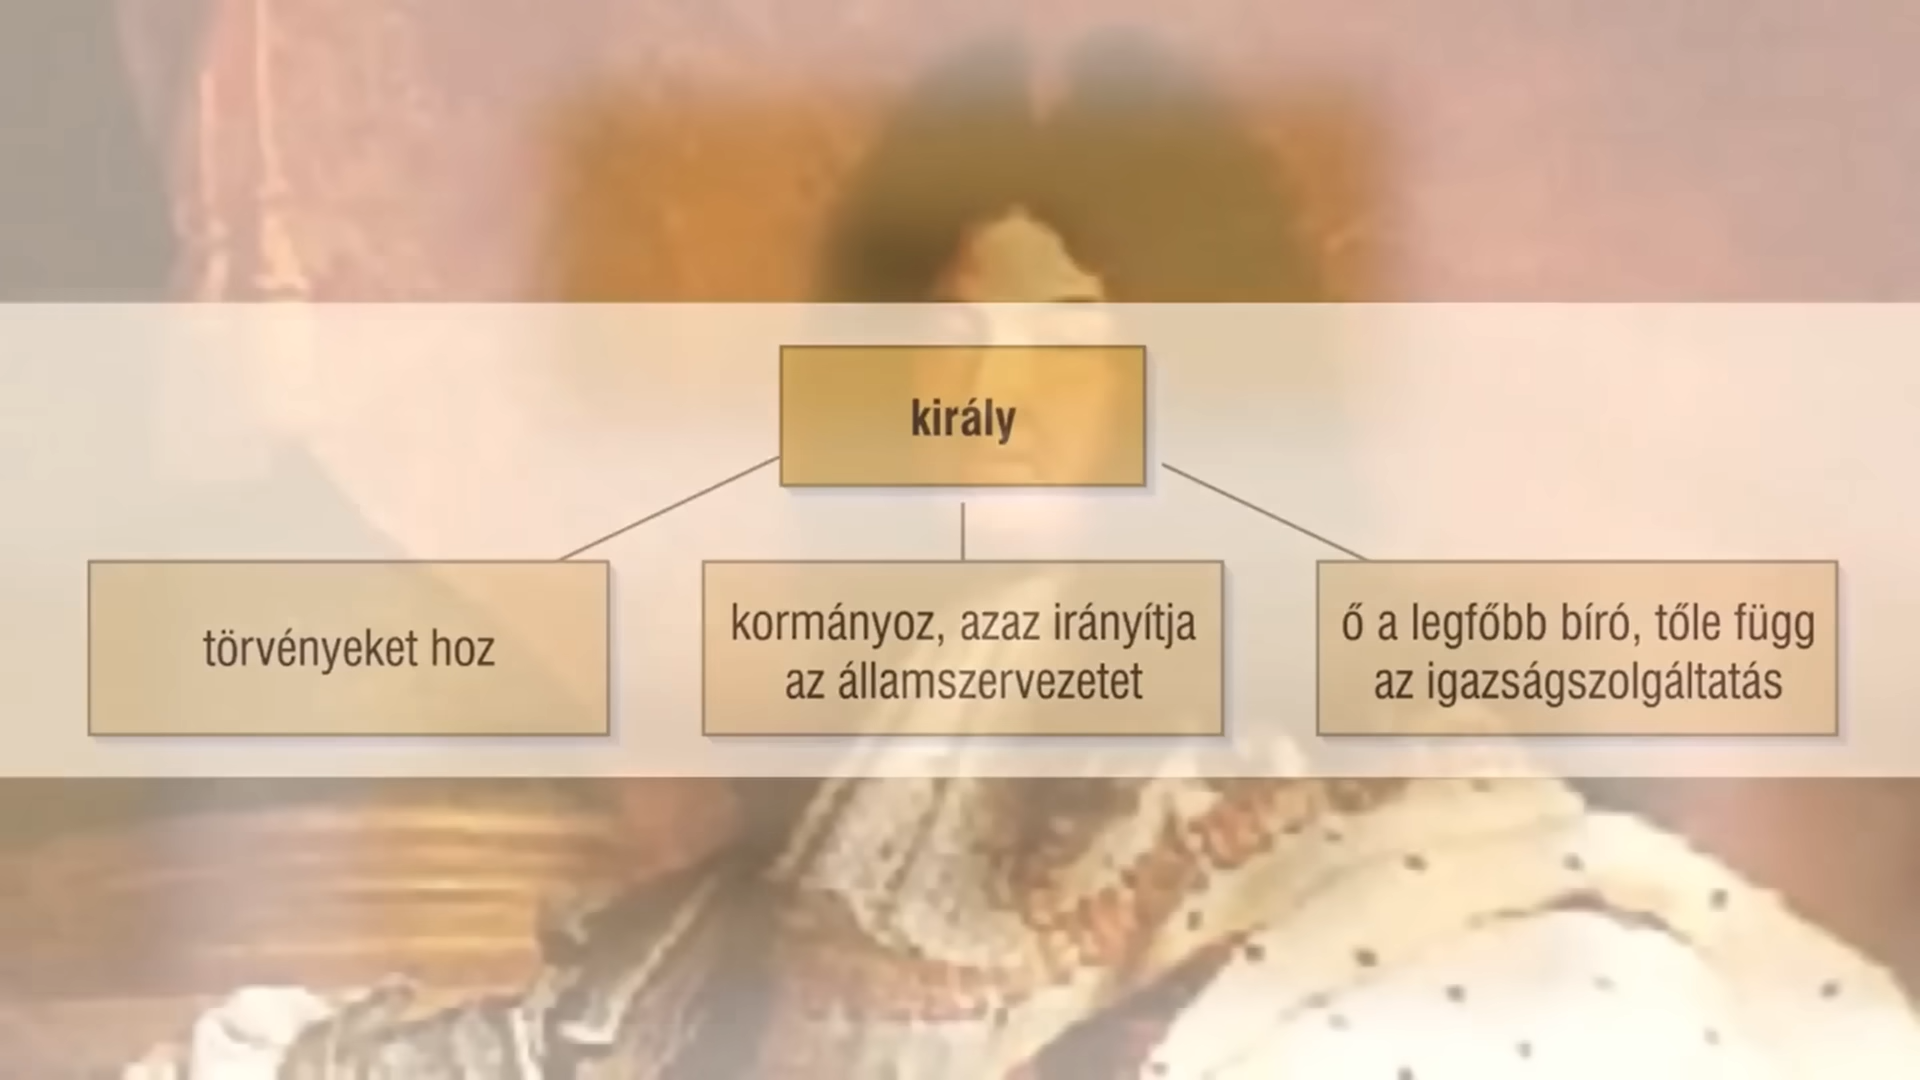 király
törvényeket hoz
kormányoz, azaz irányítja
az államszervezetet
ő a legfőbb bíró, tőle függ
az igazságszolgáltatás